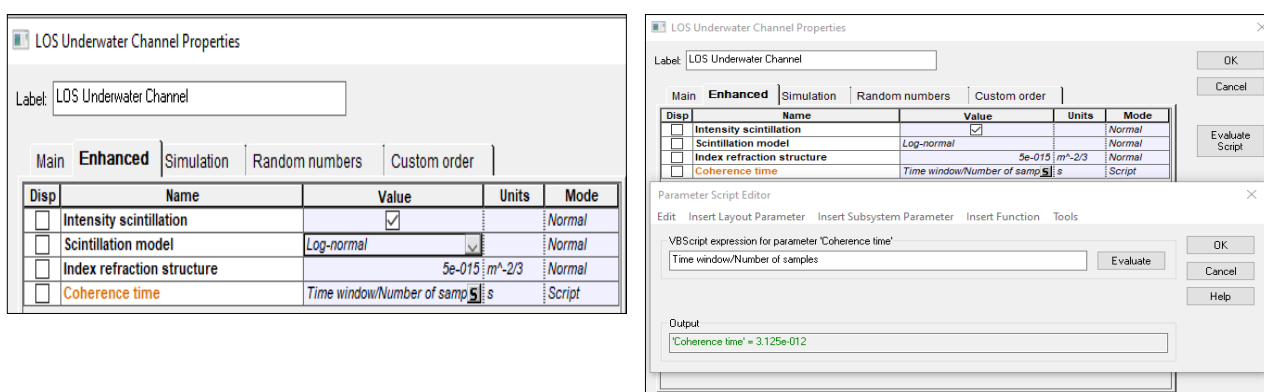 LOS Underwater Channel Properties
Label: LOS Underwater Channel
Main Enhanced Simulation Random numbers Custom order
Disp Name Value Units Mode
Intensity scintillation Normal
Scintillation model Log-normal Normal
Index refraction structure 5e-015 m^-2/3 Normal
Coherence time Time window/Number of samp S s Script
LOS Underwater Channel Properties
Label: LOS Underwater Channel
OK
Cancel
Main Enhanced Simulation Random numbers Custom order
Disp Name Value Units Mode
Intensity scintillation Normal
Scintillation model Log-normal Normal
Index refraction structure 5e-015 m^-2/3 Normal
Coherence time Time window/Number of samp S s Script
Evaluate
Script
Parameter Script Editor
Edit Insert Layout Parameter Insert Subsystem Parameter Insert Function Tools
VBScript expression for parameter 'Coherence time'
Time window/Number of samples
Evaluate
OK
Cancel
Help
Output
'Coherence time' = 3.125e-012